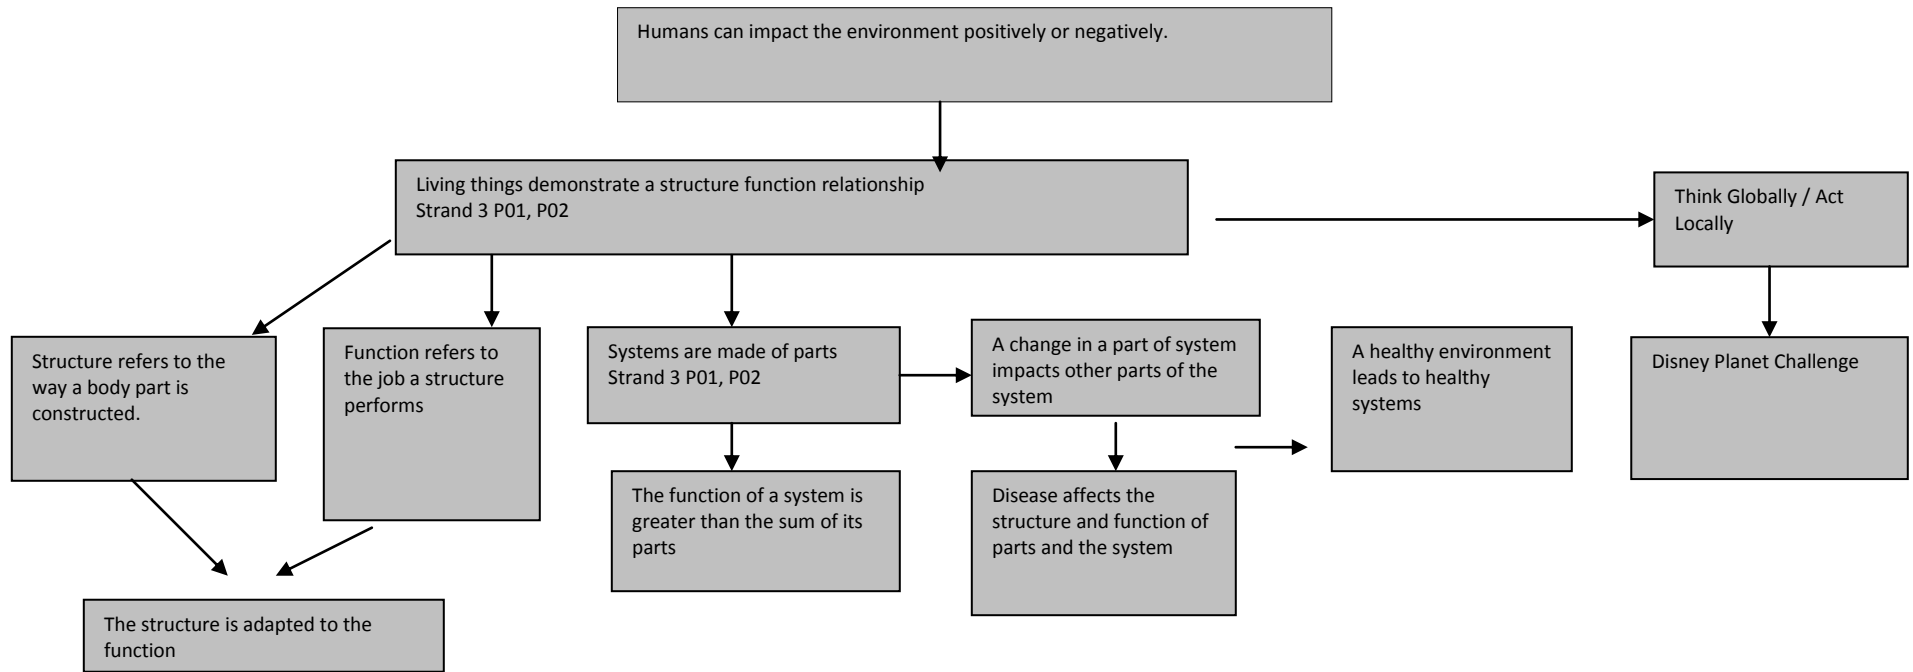 Humans can impact the environment positively or negatively.
Living things demonstrate a structure function relationship
Strand 3 P01, P02
Think Globally / Act
Locally
Structure refers to the
way a body part is
constructed.
Function refers to
the job a structure
performs
Systems are made of parts
Strand 3 P01, P02
A change in a part of system
impacts other parts of the
system
A healthy environment
leads to healthy
systems
Disney Planet Challenge
The function of a system is
greater than the sum of its
parts
Disease affects the
structure and function of
parts and the system
The structure is adapted to the
function